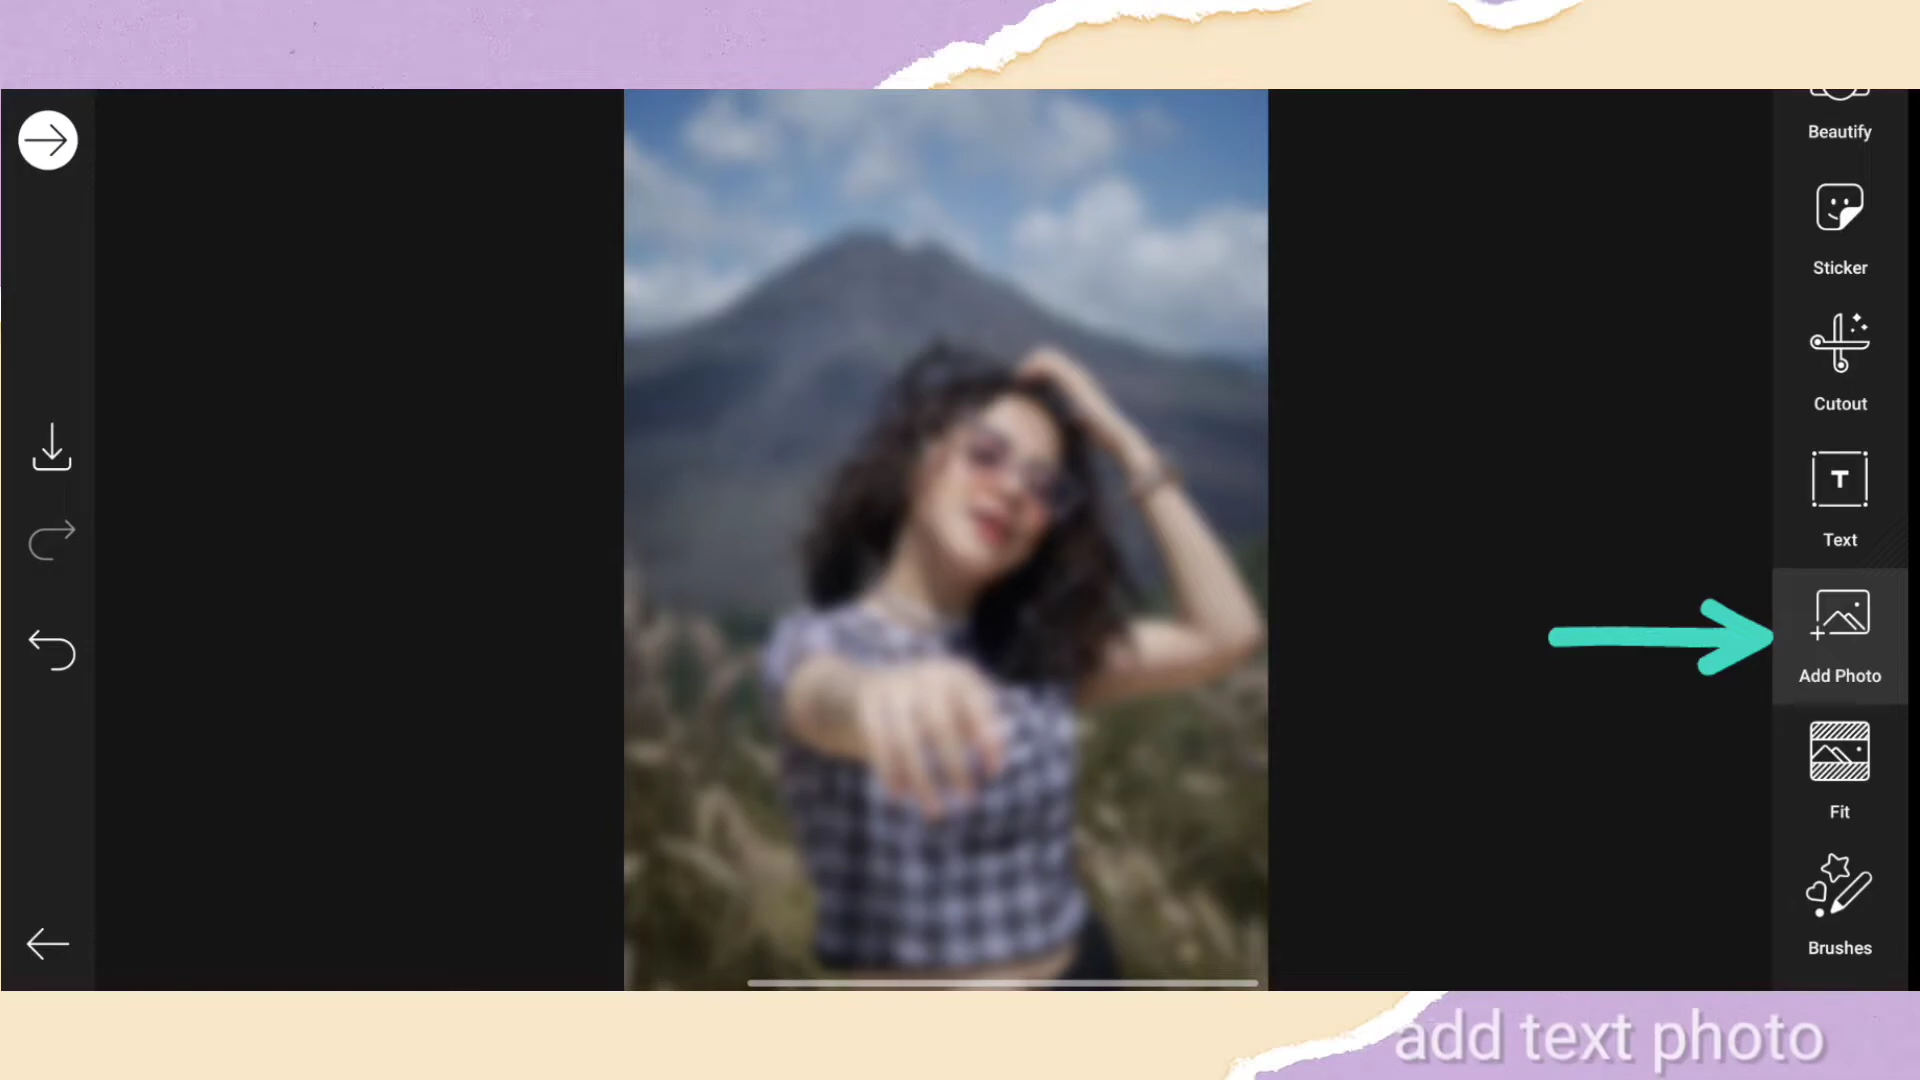 Beautify
Sticker
Cutout
T
Text
Add Photo
Fit
Brushes
add text photo